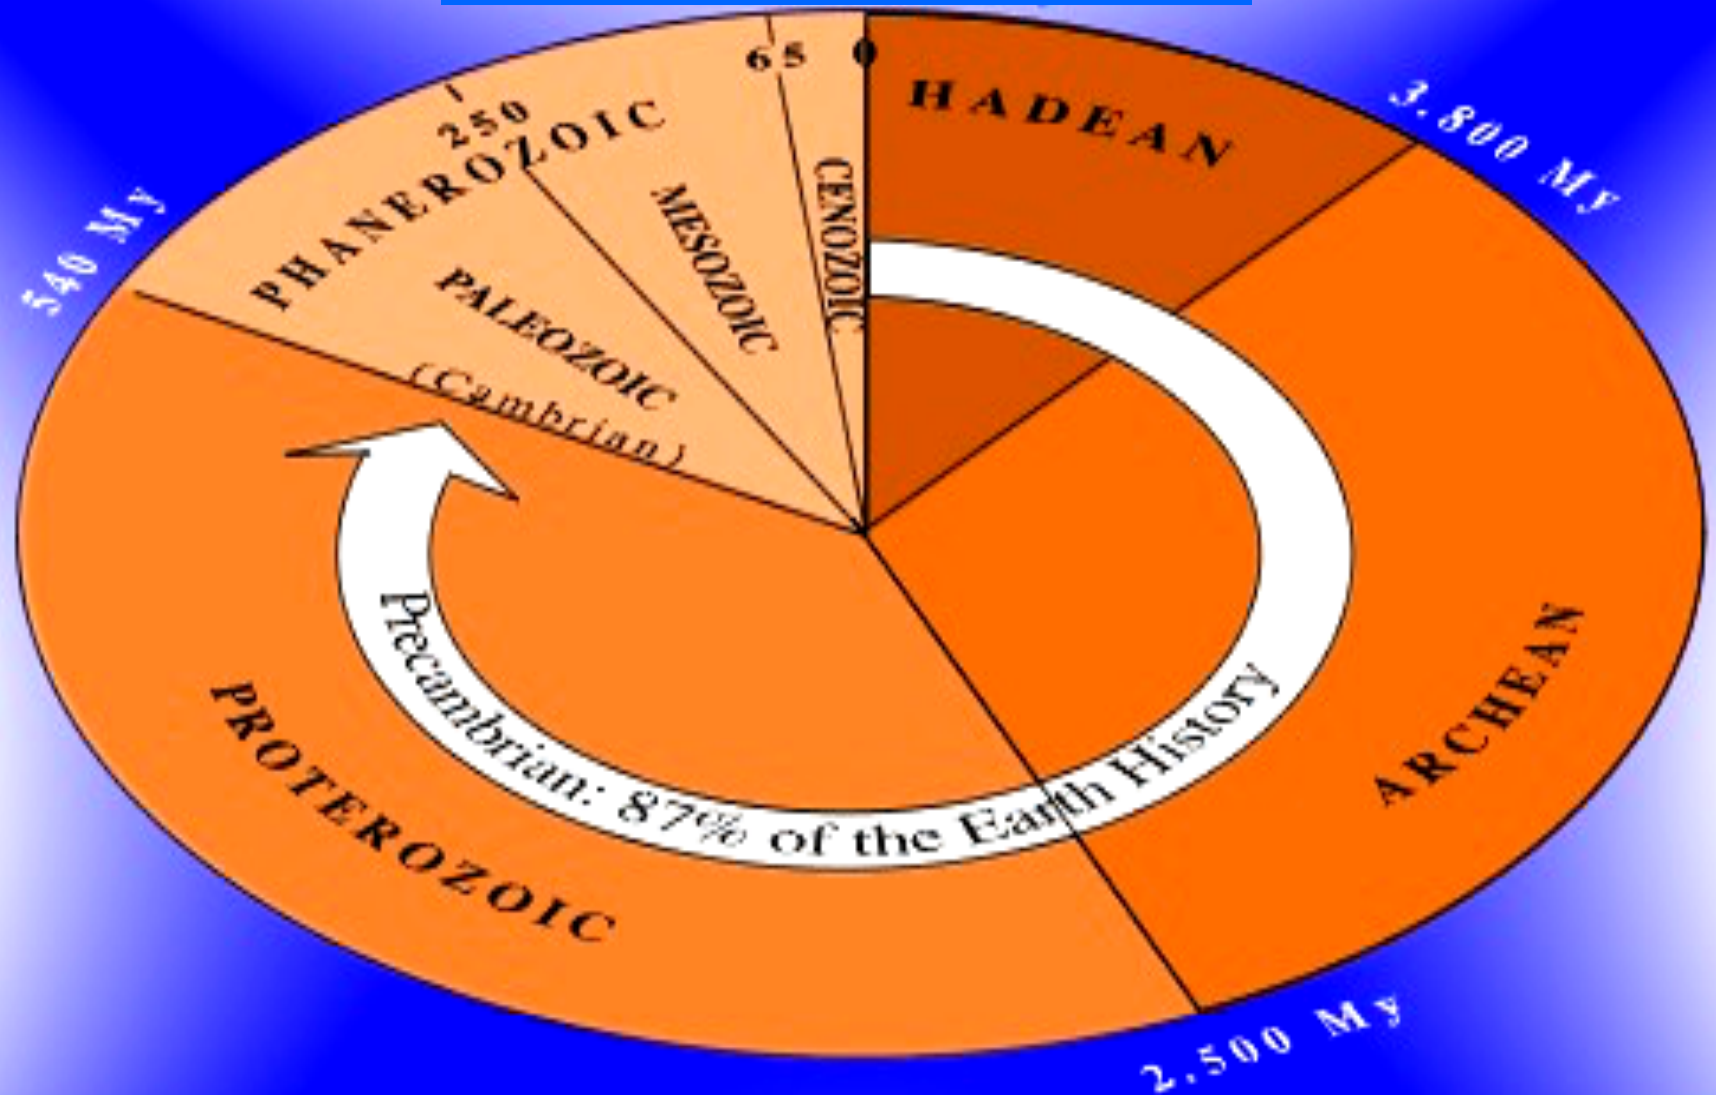 65
0
HADEAN
3.800 My
250
PHANEROZOIC
MESOZOIC
CENOZOIC
540 My
PALEOZOIC
(Cambrian)
ARCHEAN
PROTEROZOIC
Precambrian: 87% of the Earth History
2.500 My